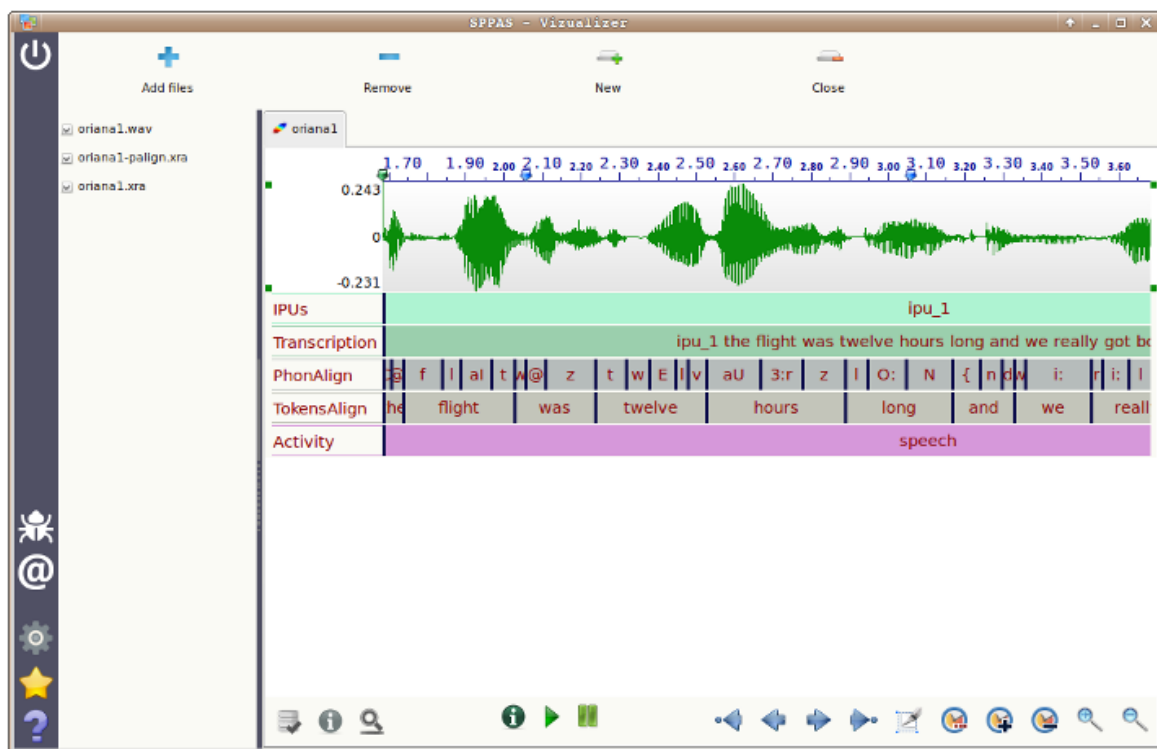 SPPAS - Vizualizer
Add files Remove New Close
oriana1.wav
oriana1-palign.xra
oriana1.xra
oriana1
1.70 1.90 2.00 2.10 2.20 2.30 2.40 2.50 2.60 2.70 2.80 2.90 3.00 3.10 3.20 3.30 3.40 3.50 3.60
0.243
0
-0.231
IPUs ipu_1
Transcription ipu_1 the flight was twelve hours long and we really got
PhonAlign @ f l aI t w @ z t w E l v aU 3:r z l O: N { n d w i: r i: l
TokensAlign he flight was twelve hours long and we reall
Activity speech
@
?